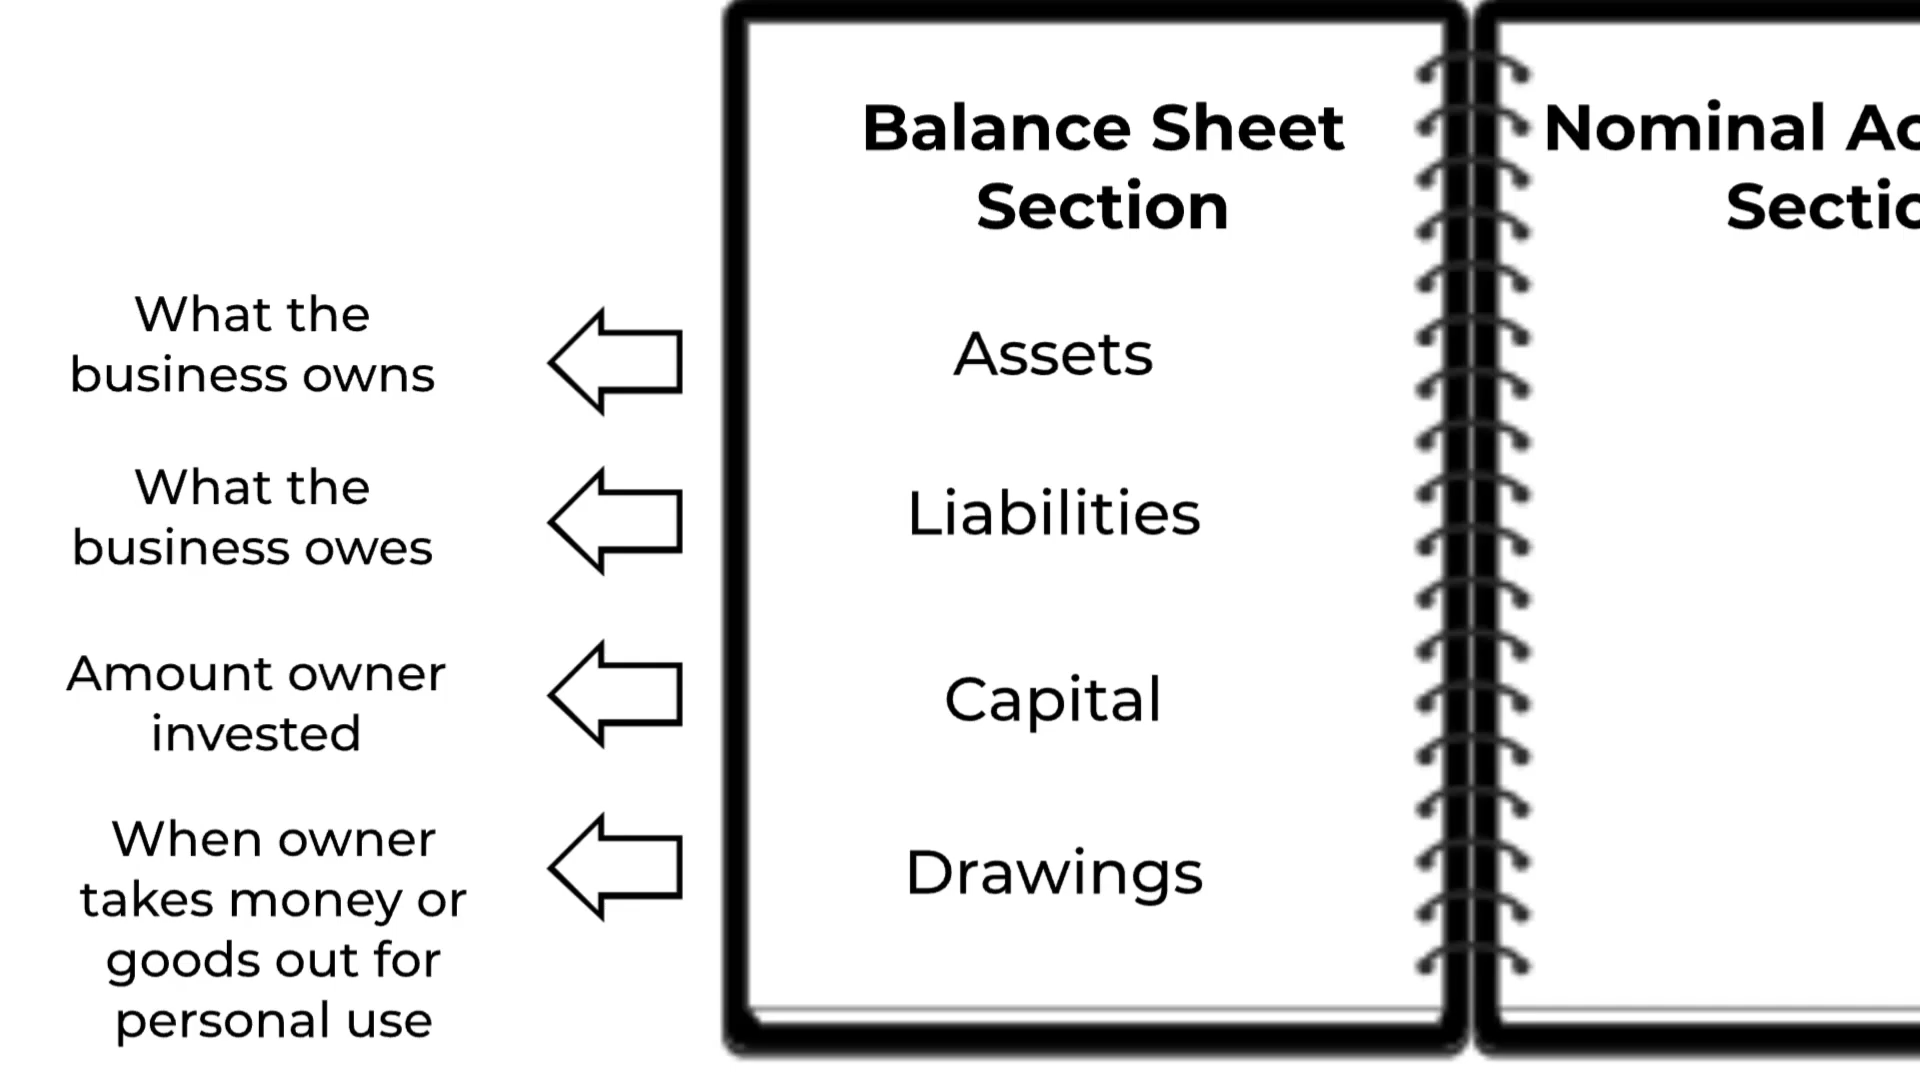 Balance Sheet
Section
Nominal
What the
business owns
Assets
What the
business owes
Liabilities
Amount owner
invested
Capital
When owner
takes money or
goods out for
personal use
Drawings